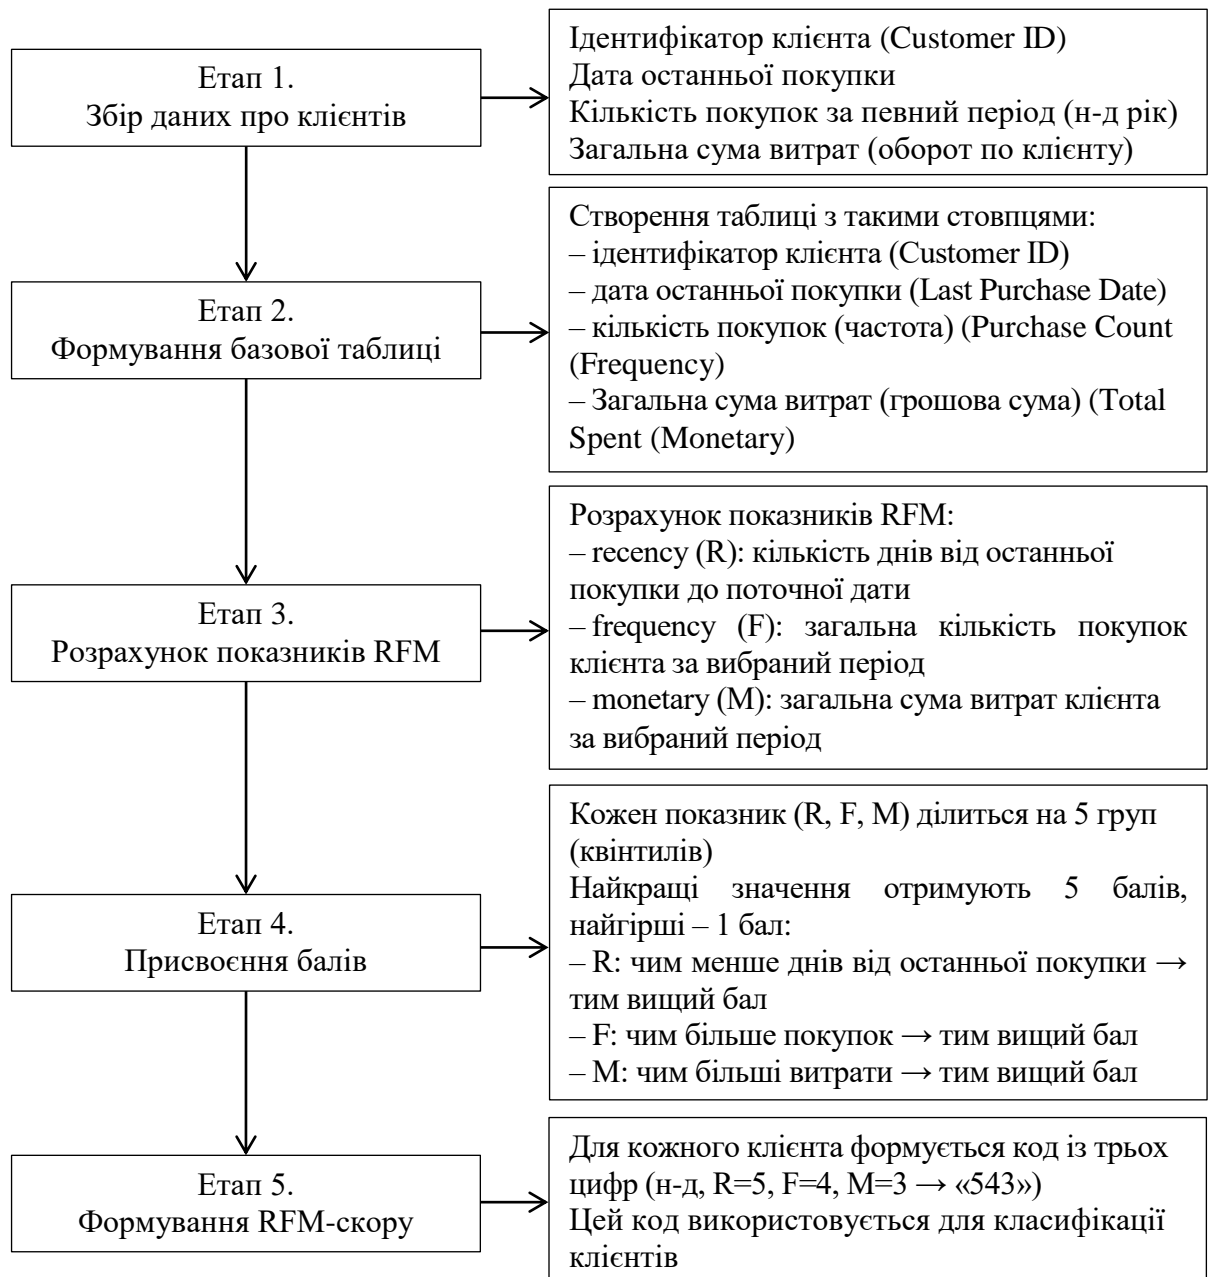 Етап 1.
Збір даних про клієнтів
Ідентифікатор клієнта (Customer ID)
Дата останньої покупки
Кількість покупок за певний період (н-д рік)
Загальна сума витрат (оборот по клієнту)
Етап 2.
Формування базової таблиці
Створення таблиці з такими стовпцями:
– ідентифікатор клієнта (Customer ID)
– дата останньої покупки (Last Purchase Date)
– кількість покупок (частота) (Purchase Count
(Frequency)
– Загальна сума витрат (грошова сума) (Total
Spent (Monetary)
Етап 3.
Розрахунок показників RFM
Розрахунок показників RFM:
– recency (R): кількість днів від останньої
покупки до поточної дати
– frequency (F): загальна кількість покупок
клієнта за вибраний період
– monetary (M): загальна сума витрат клієнта
за вибраний період
Етап 4.
Присвоєння балів
Кожен показник (R, F, M) ділиться на 5 груп
(квінтилів)
Найкращі значення отримують 5 балів,
найгірші – 1 бал:
– R: чим менше днів від останньої покупки →
тим вищий бал
– F: чим більше покупок → тим вищий бал
– M: чим більші витрати → тим вищий бал
Етап 5.
Формування RFM-скору
Для кожного клієнта формується код із трьох
цифр (н-д, R=5, F=4, M=3 → «543»)
Цей код використовується для класифікації
клієнтів